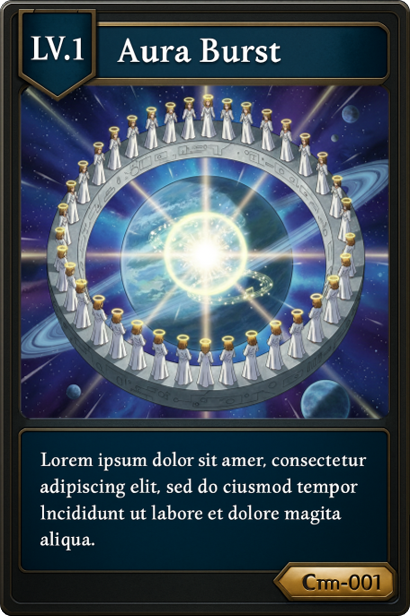 LV.1
Aura Burst
Lorem ipsum dolor sit amer, consectetur
adipiscing elit, sed do ciusmod tempor
lncididunt ut labore et dolore magita
aliqua.
Cтm-001